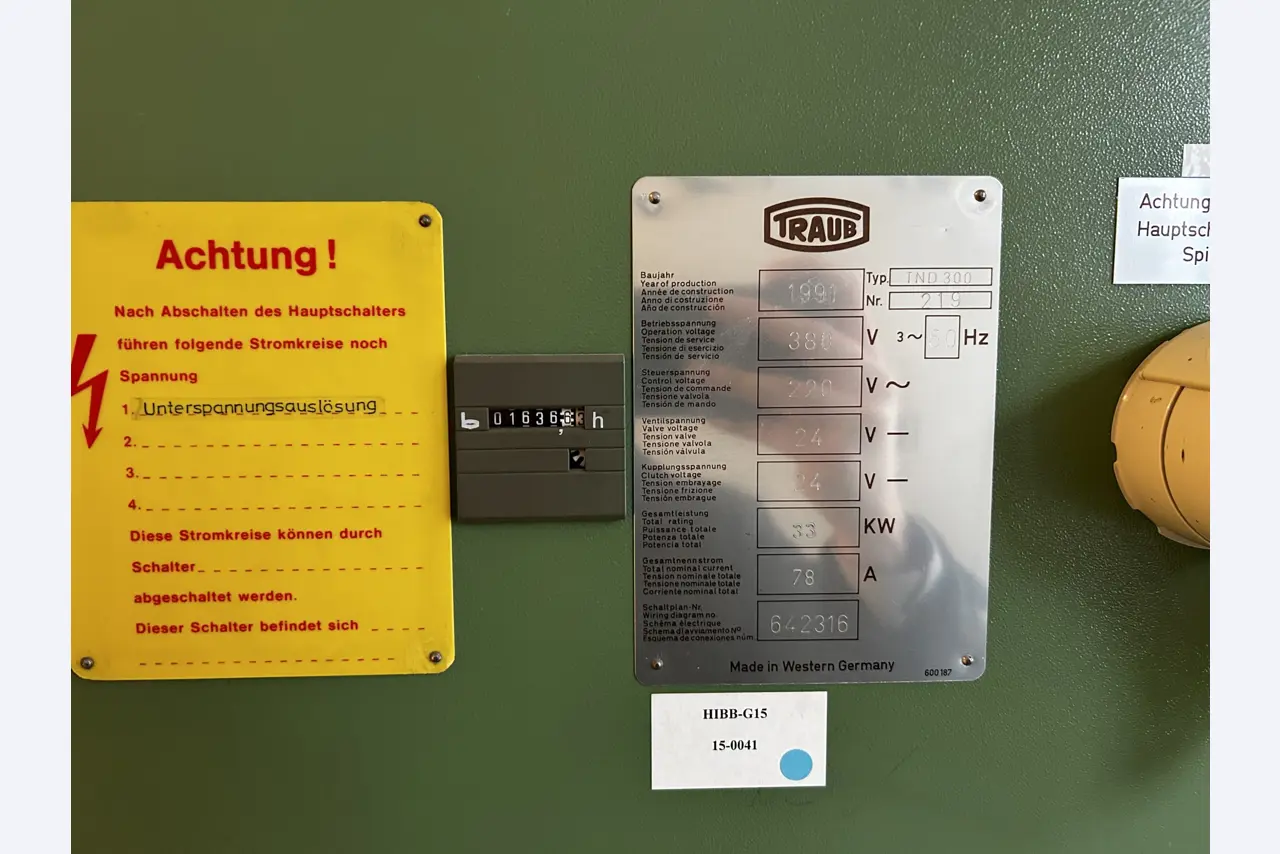 Achtung !
Nach Abschalten des Hauptschalters
führen folgende Stromkreise noch
Spannung
1. Unterspannungsauslösung
2.
3.
4.
Diese Stromkreise können durch
Schalter
abgeschaltet werden.
Dieser Schalter befindet sich
h
TRAUB
Baujahr
Year of production
Année de construction
Anno di costruzione
Año de construcción
1991
Typ. TND 300
Nr. 219
Betriebsspannung
Operation voltage
Tension de service
Tensione di esercizio
Tensión de servicio
380 V 3~ 50 Hz
Steuerspannung
Control voltage
Tension de commande
Tensione valvola
Tensión de mando
220 V ~
Ventilspannung
Valve voltage
Tension valve
Tensione valvola
Tensión válvula
24 V —
Kupplungsspannung
Clutch voltage
Tension embrayage
Tensione frizione
Tensión embrague
24 V —
Gesamtleistung
Total rating
Puissance totale
Potenza totale
Potencia total
33 KW
Gesamtnennstrom
Total nominal current
Tension nominale totale
Tensione nominale totale
Corriente nominal total
78 A
Schaltplan-Nr.
Wiring diagram no.
Schéma électrique
Schema d'avviamento Nº
Esquema de conexiones núm.
642316
Made in Western Germany
600 187
HIBB-G15
15-0041
Achtung
Hauptsch
Spi